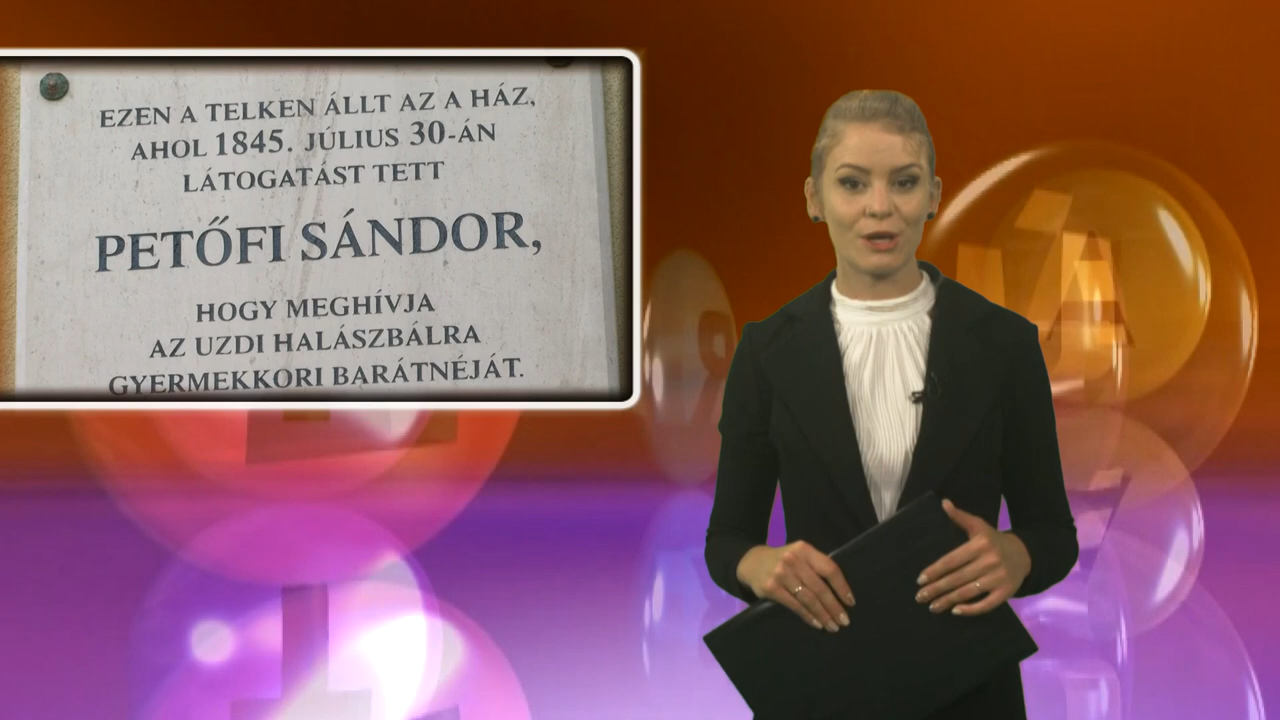 EZEN A TELKEN ÁLLT AZ A HÁZ,
AHOL 1845. JÚLIUS 30-ÁN
LÁTOGATÁST TETT
PETŐFI SÁNDOR,
HOGY MEGHÍVJA
AZ UZDI HALÁSZBÁLRA
GYERMEKKORI BARÁTNÉJÁT.